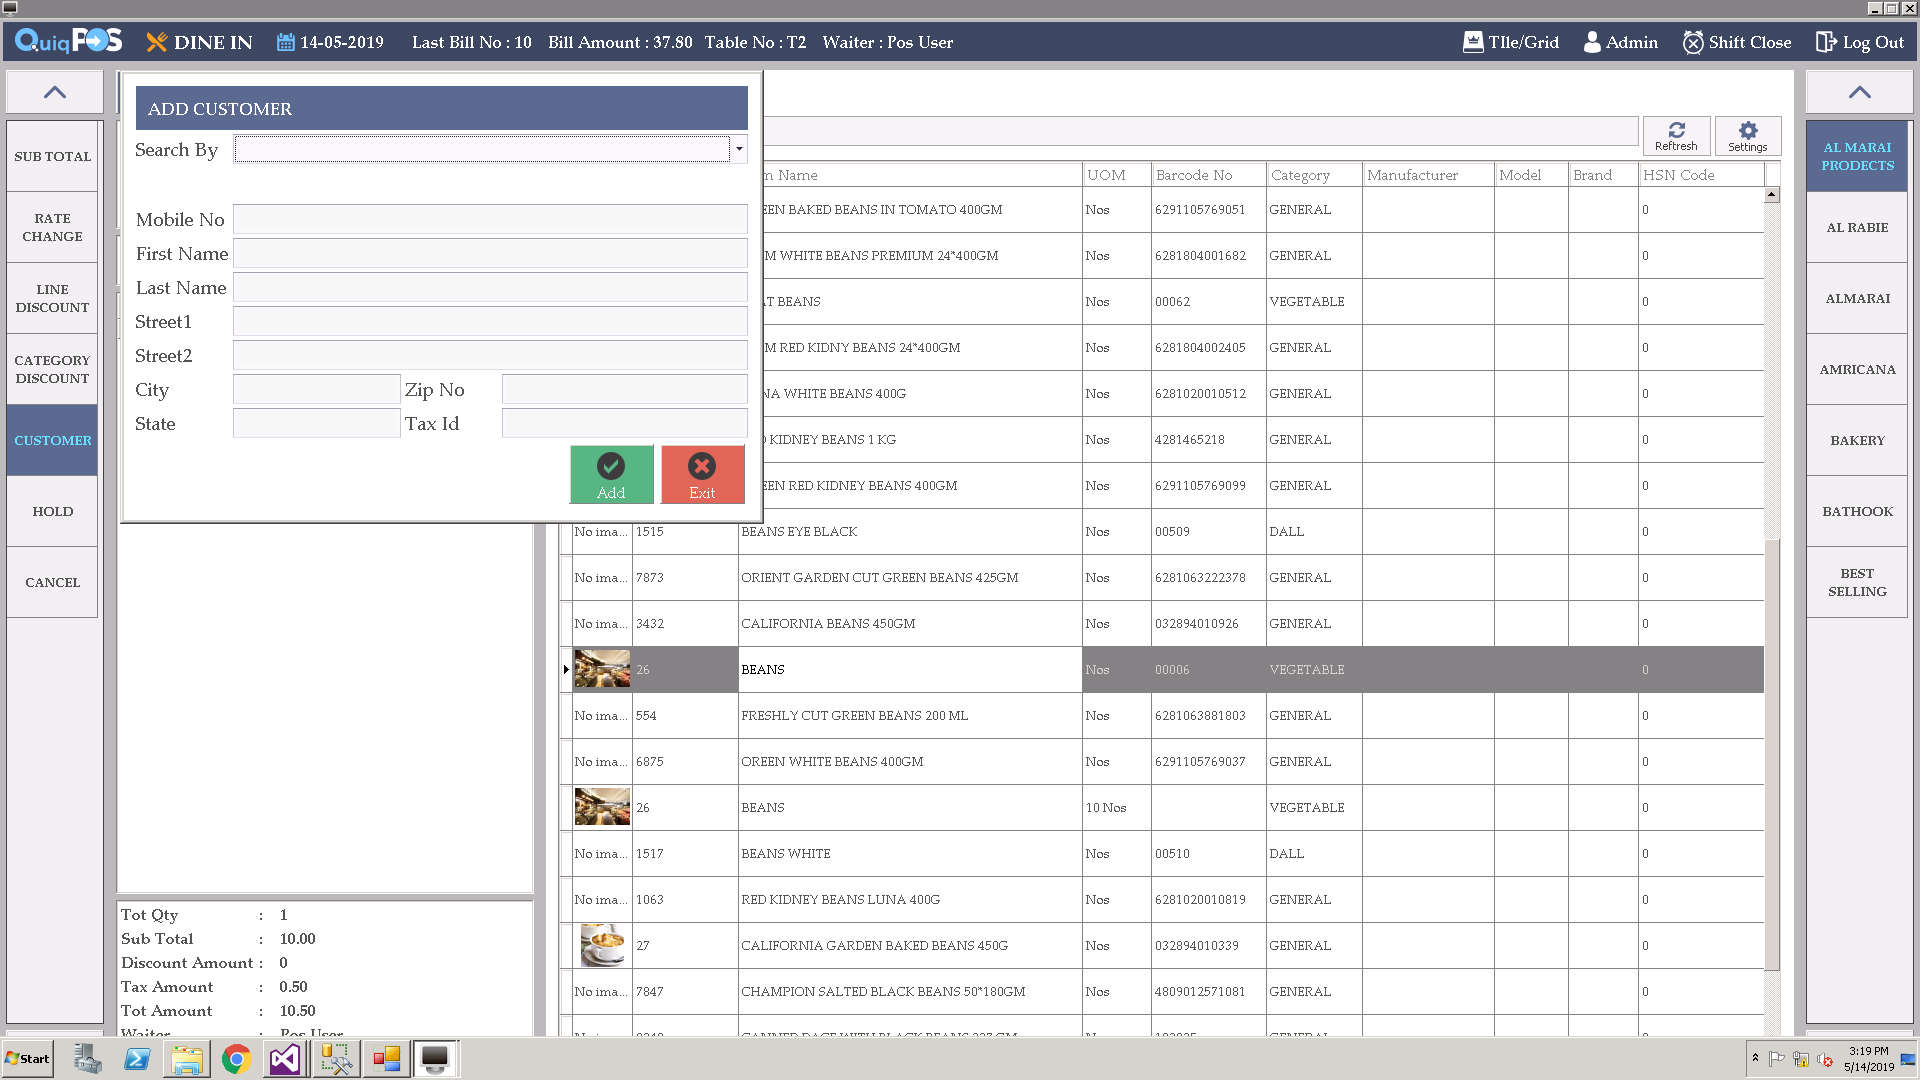 QuiqPOS DINE IN 14-05-2019 Last Bill No : 10 Bill Amount : 37.80 Table No : T2 Waiter : Pos User TIle/Grid Admin Shift Close Log Out
SUB TOTAL
RATE
CHANGE
LINE
DISCOUNT
CATEGORY
DISCOUNT
CUSTOMER
HOLD
CANCEL
ADD CUSTOMER
Search By
Mobile No
First Name
Last Name
Street1
Street2
City Zip No
State Tax Id
Add Exit
Reftresh Settings
Name UOM Barcode No Category Manufacturer Model Brand HSN Code
BAKED BEANS IN TOMATO 400GM Nos 6291105769051 GENERAL 0
WHITE BEANS PREMIUM 24*400GM Nos 6281804001682 GENERAL 0
BEANS Nos 00062 VEGETABLE 0
RED KIDNY BEANS 24*400GM Nos 6281804002405 GENERAL 0
WHITE BEANS 400G Nos 6281020010512 GENERAL 0
KIDNEY BEANS 1 KG Nos 4281465218 GENERAL 0
RED KIDNEY BEANS 400GM Nos 6291105769099 GENERAL 0
No ima... 1515 BEANS EYE BLACK Nos 00509 DALL 0
No ima... 7873 ORIENT GARDEN CUT GREEN BEANS 425GM Nos 6281063222378 GENERAL 0
No ima... 3432 CALIFORNIA BEANS 450GM Nos 032894010926 GENERAL 0
26 BEANS Nos 00006 VEGETABLE 0
No ima... 554 FRESHLY CUT GREEN BEANS 200 ML Nos 6281063881803 GENERAL 0
No ima... 6875 OREEN WHITE BEANS 400GM Nos 6291105769037 GENERAL 0
26 BEANS 10 Nos VEGETABLE 0
No ima... 1517 BEANS WHITE Nos 00510 DALL 0
No ima... 1063 RED KIDNEY BEANS LUNA 400G Nos 6281020010819 GENERAL 0
27 CALIFORNIA GARDEN BAKED BEANS 450G Nos 032894010339 GENERAL 0
No ima... 7847 CHAMPION SALTED BLACK BEANS 50*180GM Nos 4809012571081 GENERAL 0
AL MARAI
PRODECTS
AL RABIE
ALMARAI
AMRICANA
BAKERY
BATHOOK
BEST
SELLING
Tot Qty : 1
Sub Total : 10.00
Discount Amount : 0
Tax Amount : 0.50
Tot Amount : 10.50
Waiter : Pos User
Start
3:19 PM
5/14/2019